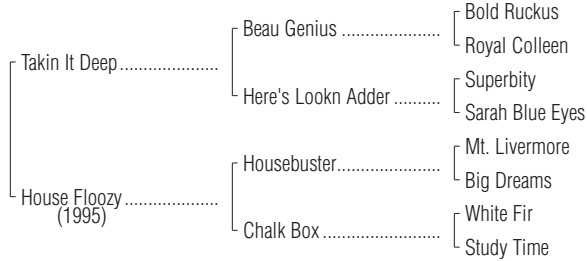 Bold Ruckus
Beau Genius ..................
Royal Colleen
Takin It Deep ....................
Superbity
Here's Lookn Adder .........
Sarah Blue Eyes
Mt. Livermore
Housebuster...................
Big Dreams
House Floozy ...................
(1995)
White Fir
Chalk Box ......................
Study Time